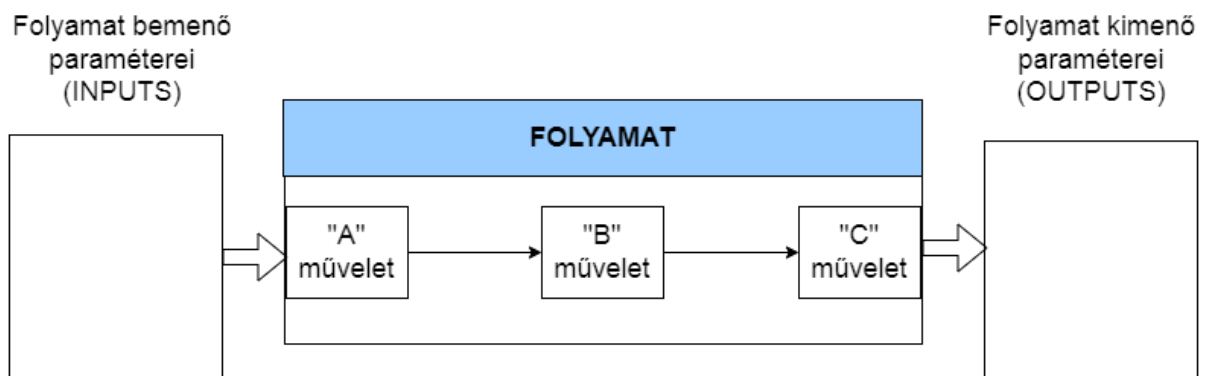 Folyamat bemenő
paraméterei
(INPUTS)
Folyamat kimenő
paraméterei
(OUTPUTS)
FOLYAMAT
"A"
művelet
"B"
művelet
"C"
művelet